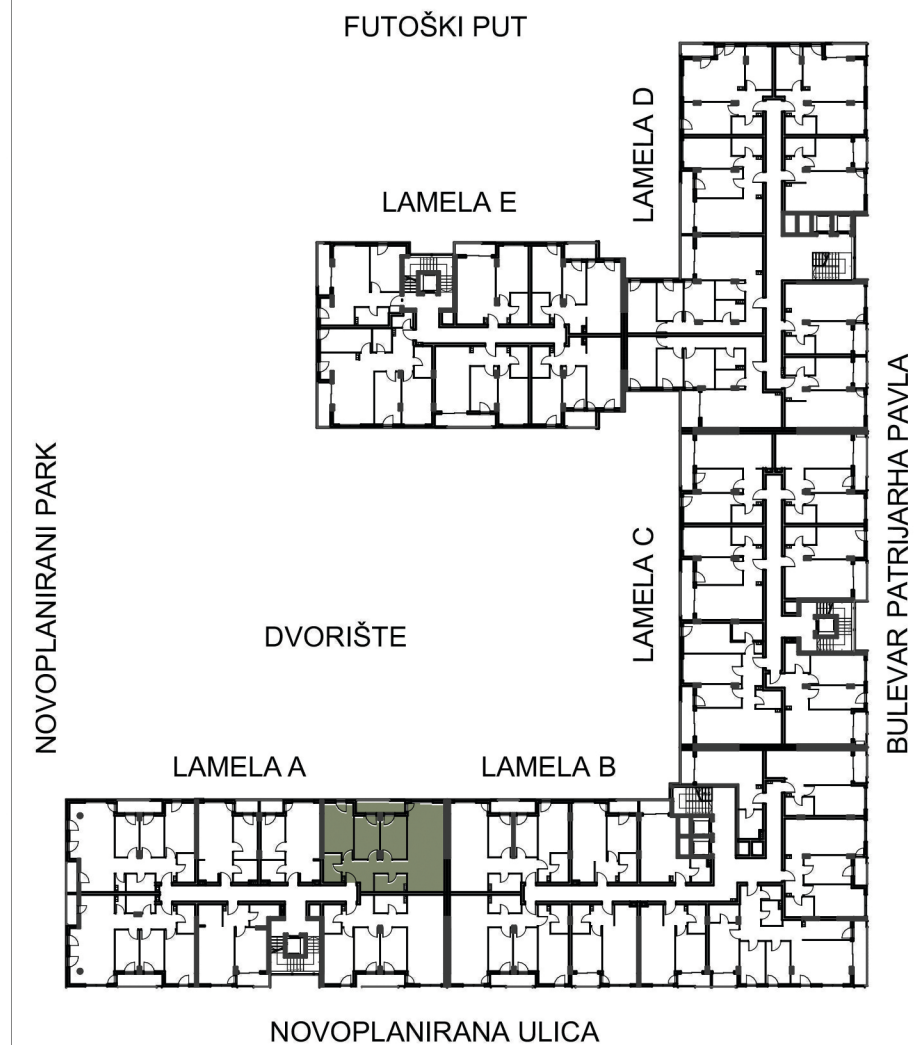 FUTOŠKI PUT
LAMELA D
LAMELA E
BULEVAR PATRIJARHA PAVLA
NOVOPLANIRANI PARK
LAMELA C
DVORIŠTE
LAMELA A
LAMELA B
NOVOPLANIRANA ULICA